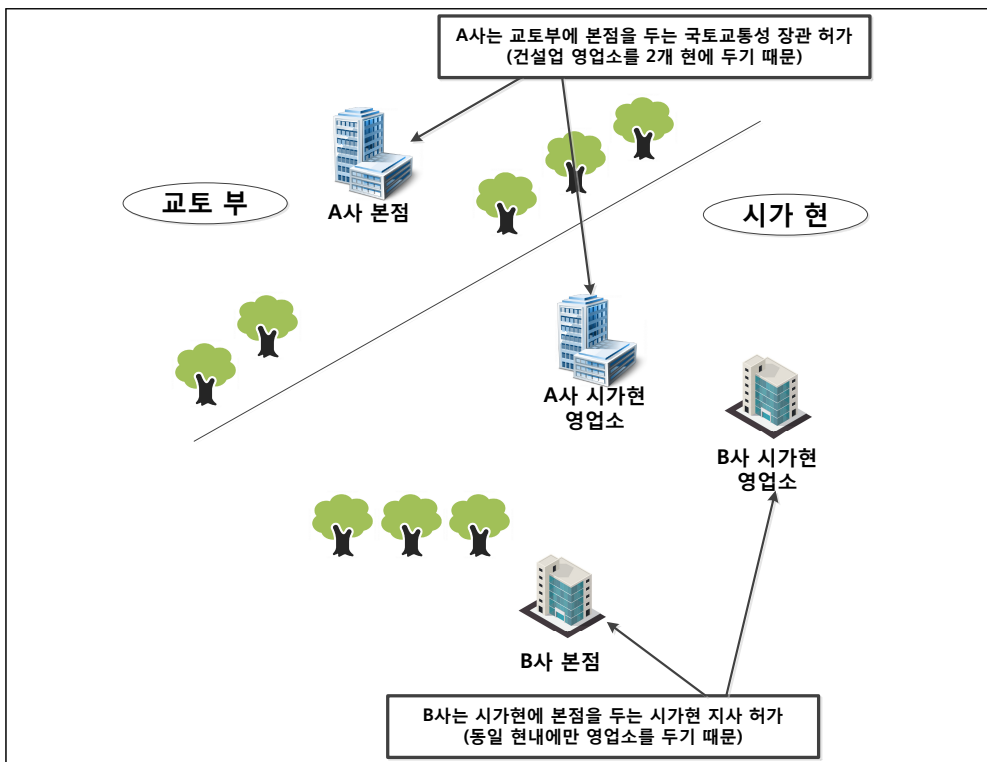 A사는 교토부에 본점을 두는 국토교통성 장관 허가
(건설업 영업소를 2개 현에 두기 때문)
교토 부
A사 본점
시가 현
A사 시가현
영업소
B사 시가현
영업소
B사 본점
B사는 시가현에 본점을 두는 시가현 지사 허가
(동일 현내에만 영업소를 두기 때문)